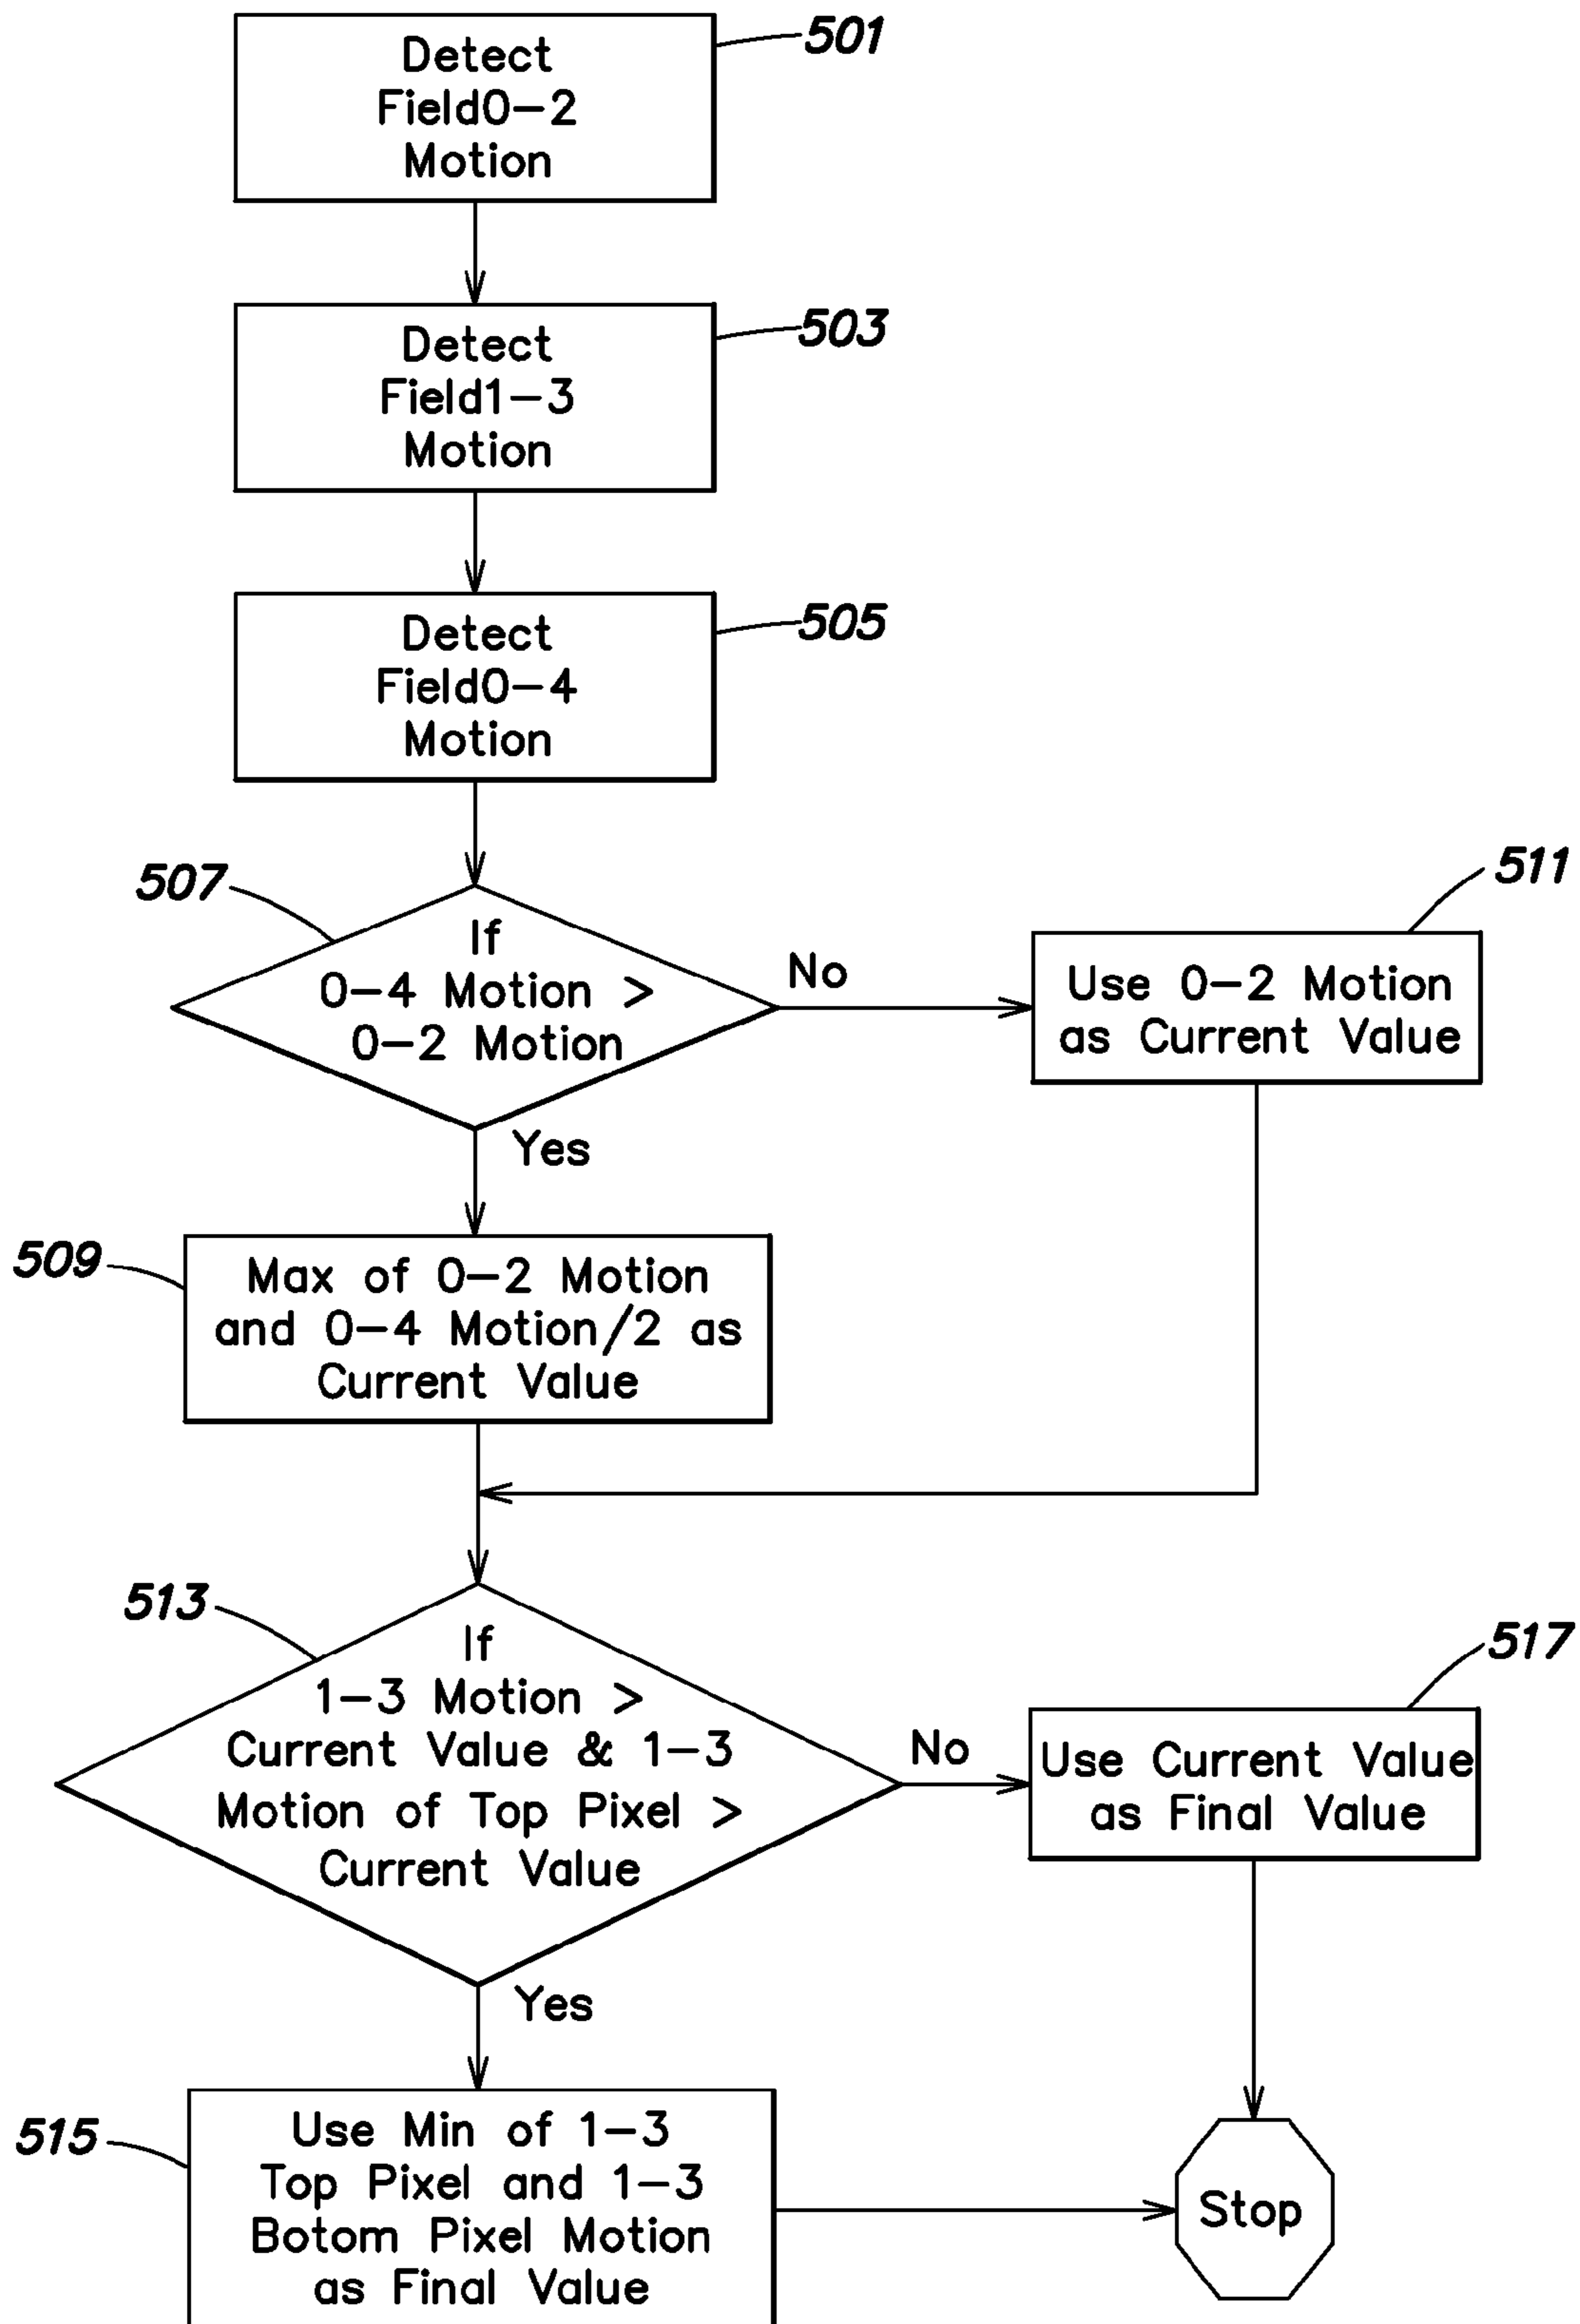 Detect
Field0-2
Motion
501
Detect
Field1-3
Motion
503
Detect
Field0-4
Motion
505
507
If
0-4 Motion >
0-2 Motion
No
511
Use 0-2 Motion
as Current Value
Yes
509
Max of 0-2 Motion
and 0-4 Motion/2 as
Current Value
513
If
1-3 Motion >
Current Value & 1-3
Motion of Top Pixel >
Current Value
No
517
Use Current Value
as Final Value
Yes
515
Use Min of 1-3
Top Pixel and 1-3
Botom Pixel Motion
as Final Value
Stop